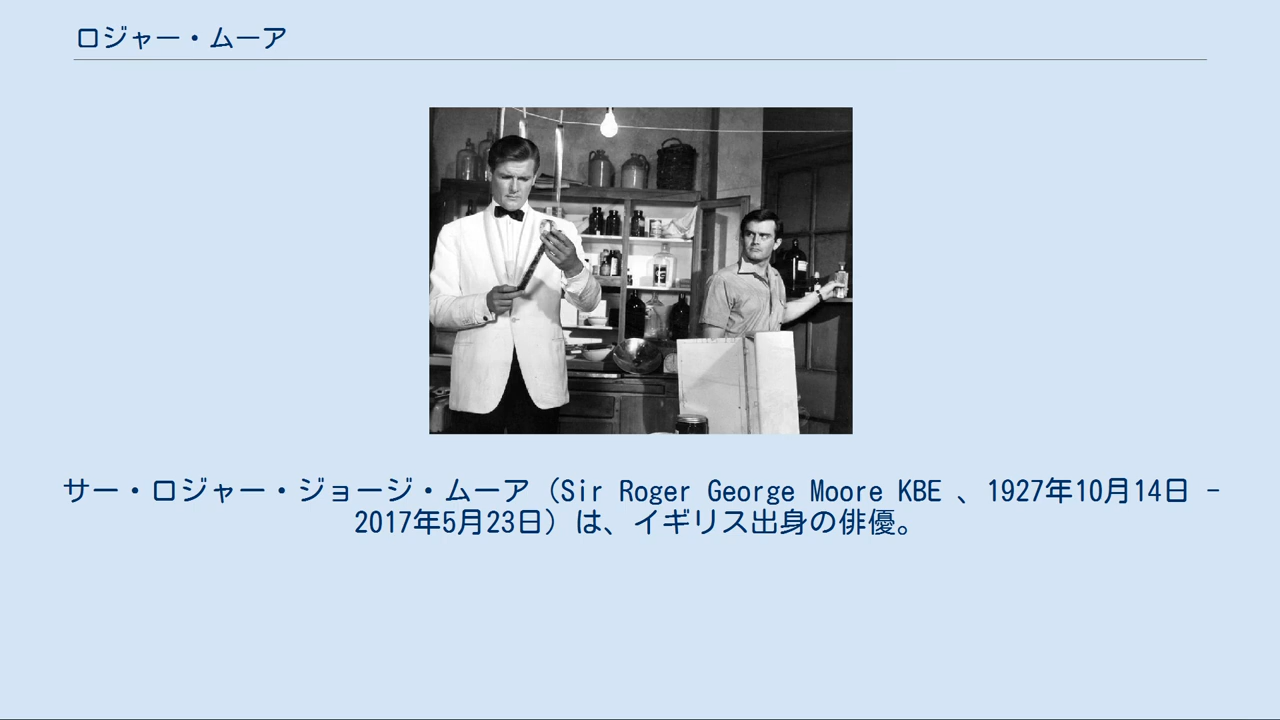 ロジャー・ムーア
サー・ロジャー・ジョージ・ムーア（Sir Roger George Moore KBE 、1927年10月14日 -
2017年5月23日）は、イギリス出身の俳優。